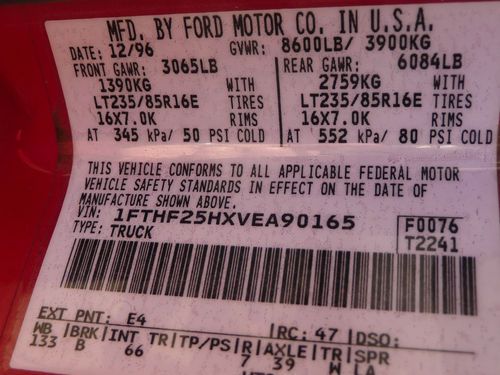 MFD. BY FORD MOTOR CO. IN U.S.A.
DATE: 12/96 GVWR: 8600LB/ 3900KG
FRONT GAWR: 3065LB REAR GAWR: 6084LB
1390KG WITH 2759KG WITH
LT235/85R16E TIRES LT235/85R16E TIRES
16X7.0K RIMS 16X7.0K RIMS
AT 345 kPa/ 50 PSI COLD AT 552 kPa/ 80 PSI COLD
THIS VEHICLE CONFORMS TO ALL APPLICABLE FEDERAL MOTOR
VEHICLE SAFETY STANDARDS IN EFFECT ON THE DATE OF
MANUFACTURE SHOWN ABOVE.
VIN: 1FTHF25HXVEA90165 F0076
TYPE: TRUCK T2241
EXT PNT: E4 RC: 47 DSO:
WB BRK INT TR TP/PS R AXLE TR SPR
133 B 66 7 39 W LA